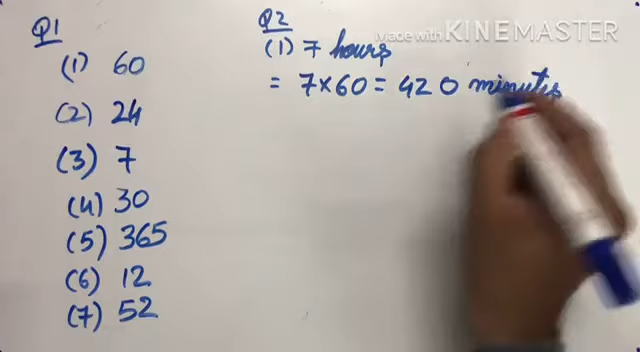 Q1
(1) 60
(2) 24
(3) 7
(4) 30
(5) 365
(6) 12
(7) 52
Q2
Made with KINEMASTER
(1) 7 hours
= 7×60 = 420 minutes